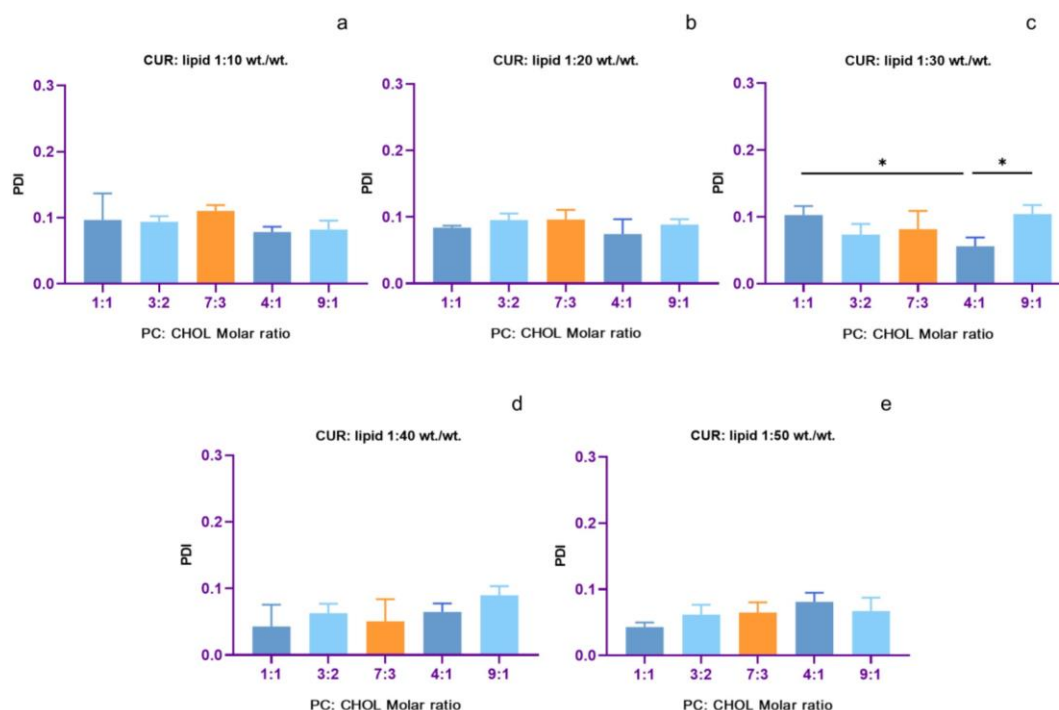 a
CUR: lipid 1:10 wt./wt.
PDI
0.3
0.2
0.1
0.0
1:1 3:2 7:3 4:1 9:1
PC: CHOL Molar ratio
b
CUR: lipid 1:20 wt./wt.
PDI
0.3
0.2
0.1
0.0
1:1 3:2 7:3 4:1 9:1
PC: CHOL Molar ratio
c
CUR: lipid 1:30 wt./wt.
PDI
0.3
0.2
0.1
0.0
* *
1:1 3:2 7:3 4:1 9:1
PC: CHOL Molar ratio
d
CUR: lipid 1:40 wt./wt.
PDI
0.3
0.2
0.1
0.0
1:1 3:2 7:3 4:1 9:1
PC: CHOL Molar ratio
e
CUR: lipid 1:50 wt./wt.
PDI
0.3
0.2
0.1
0.0
1:1 3:2 7:3 4:1 9:1
PC: CHOL Molar ratio